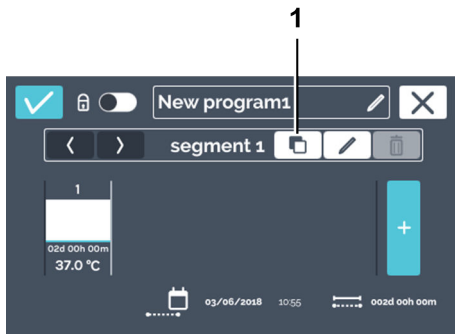 1
New program1
segment 1
1
02d 00h 00m
37.0 °C
03/06/2018 10:55 002d 00h 00m